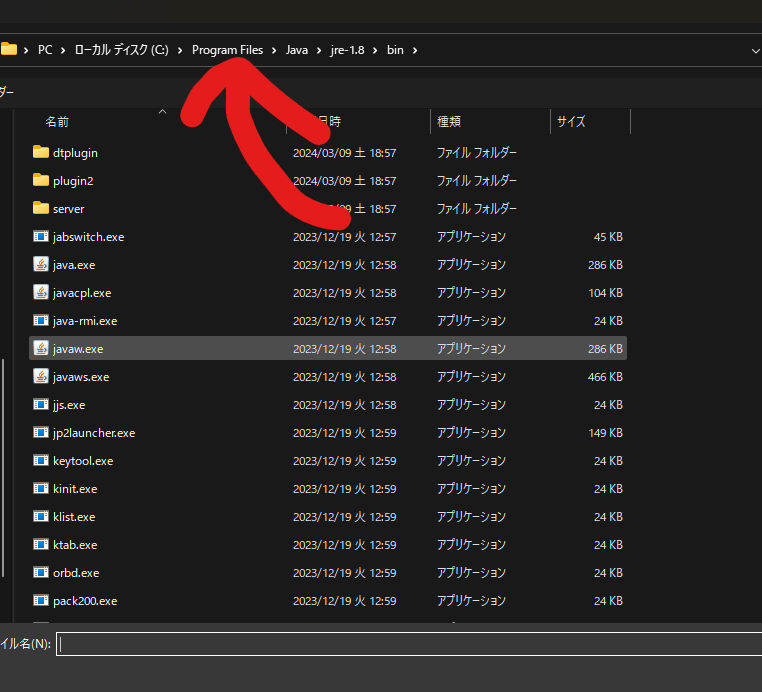 PC › ローカル ディスク (C:) › Program Files › Java › jre-1.8 › bin ›
ダー
名前 日時 種類 サイズ
dtplugin 2024/03/09 土 18:57 ファイル フォルダー
plugin2 2024/03/09 土 18:57 ファイル フォルダー
server /09 土 18:57 ファイル フォルダー
jabswitch.exe 2023/12/19 火 12:57 アプリケーション 45 KB
java.exe 2023/12/19 火 12:58 アプリケーション 286 KB
javacpl.exe 2023/12/19 火 12:58 アプリケーション 104 KB
java-rmi.exe 2023/12/19 火 12:57 アプリケーション 24 KB
javaw.exe 2023/12/19 火 12:58 アプリケーション 286 KB
javaws.exe 2023/12/19 火 12:58 アプリケーション 466 KB
jjs.exe 2023/12/19 火 12:58 アプリケーション 24 KB
jp2launcher.exe 2023/12/19 火 12:59 アプリケーション 149 KB
keytool.exe 2023/12/19 火 12:59 アプリケーション 24 KB
kinit.exe 2023/12/19 火 12:59 アプリケーション 24 KB
klist.exe 2023/12/19 火 12:59 アプリケーション 24 KB
ktab.exe 2023/12/19 火 12:59 アプリケーション 24 KB
orbd.exe 2023/12/19 火 12:59 アプリケーション 24 KB
pack200.exe 2023/12/19 火 12:59 アプリケーション 24 KB
イル名(N):